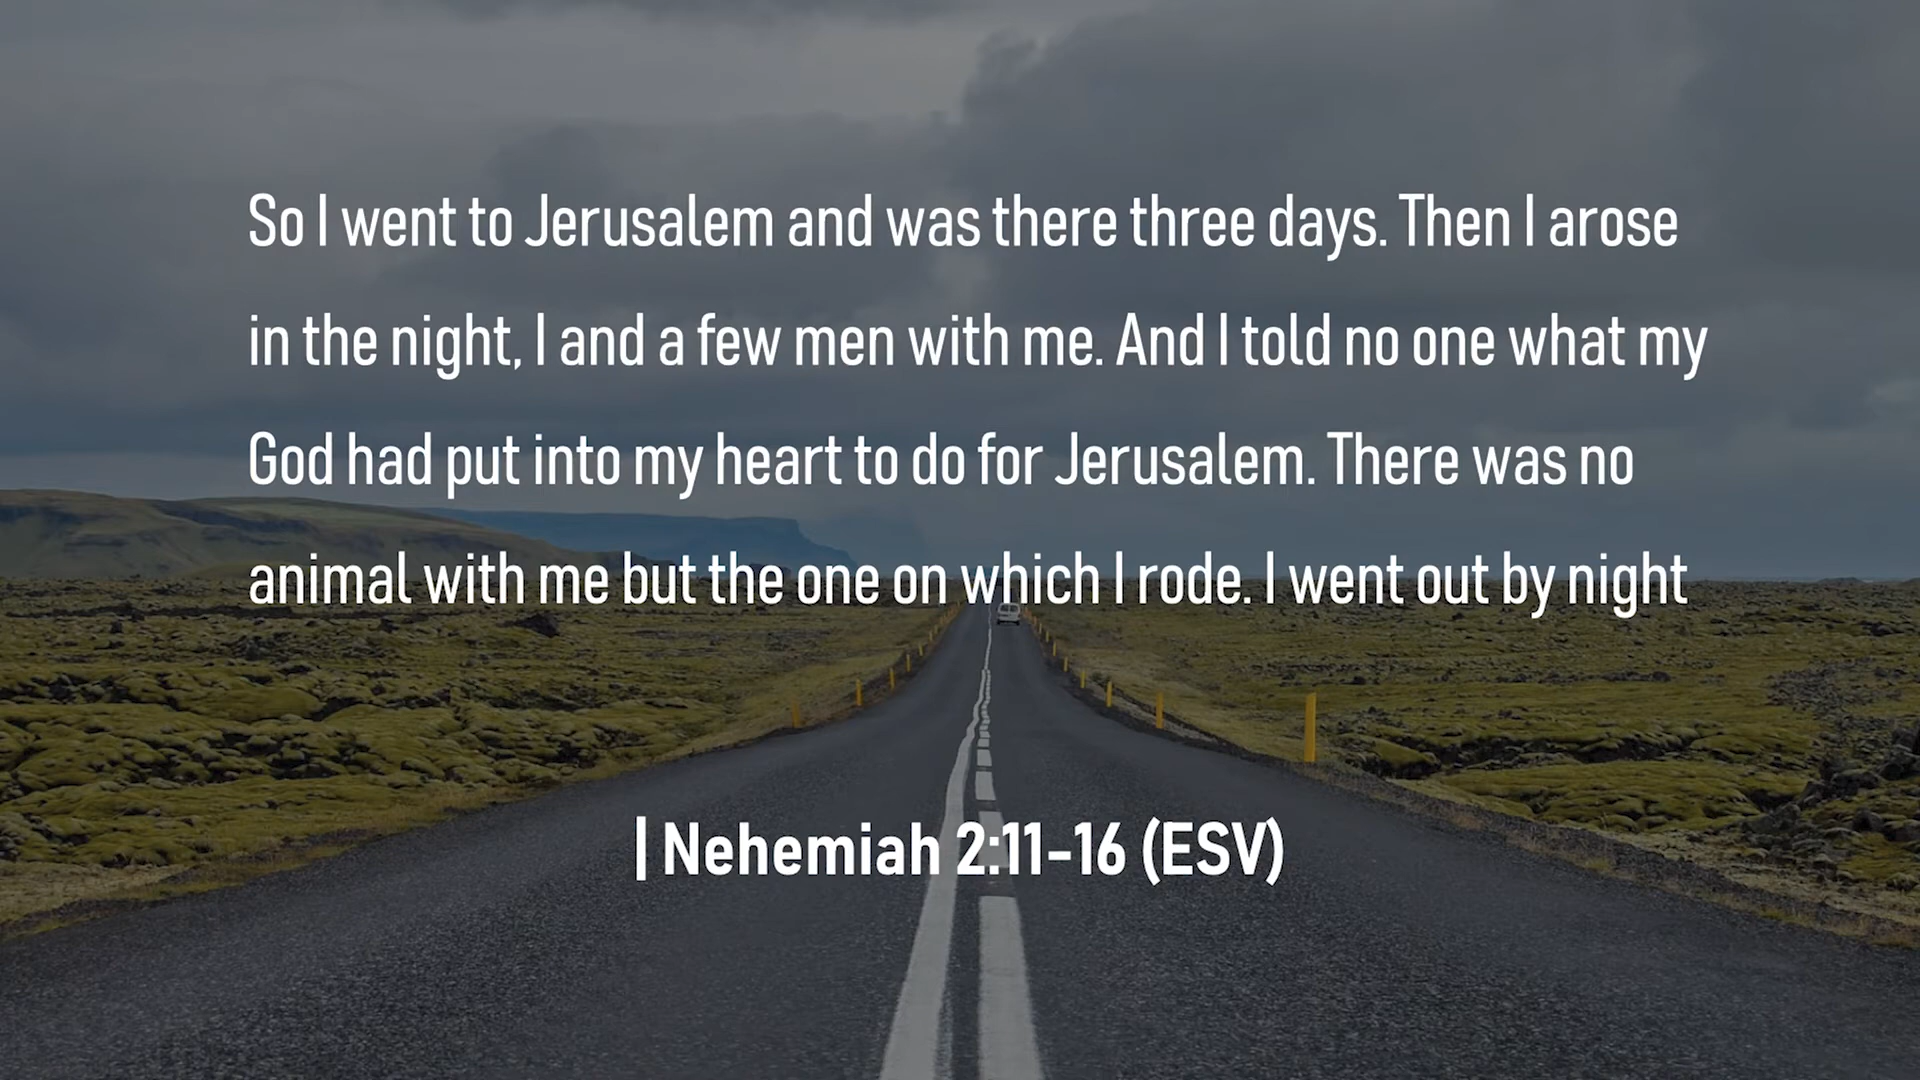 So I went to Jerusalem and was there three days. Then I arose
in the night, I and a few men with me. And I told no one what my
God had put into my heart to do for Jerusalem. There was no
animal with me but the one on which I rode. I went out by night
| Nehemiah 2:11-16 (ESV)